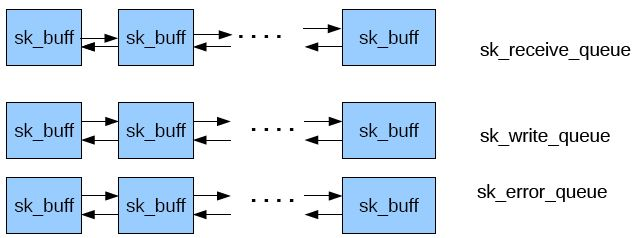 sk_buff sk_buff .... sk_buff sk_receive_queue
sk_buff sk_buff .... sk_buff sk_write_queue
sk_buff sk_buff .... sk_buff sk_error_queue